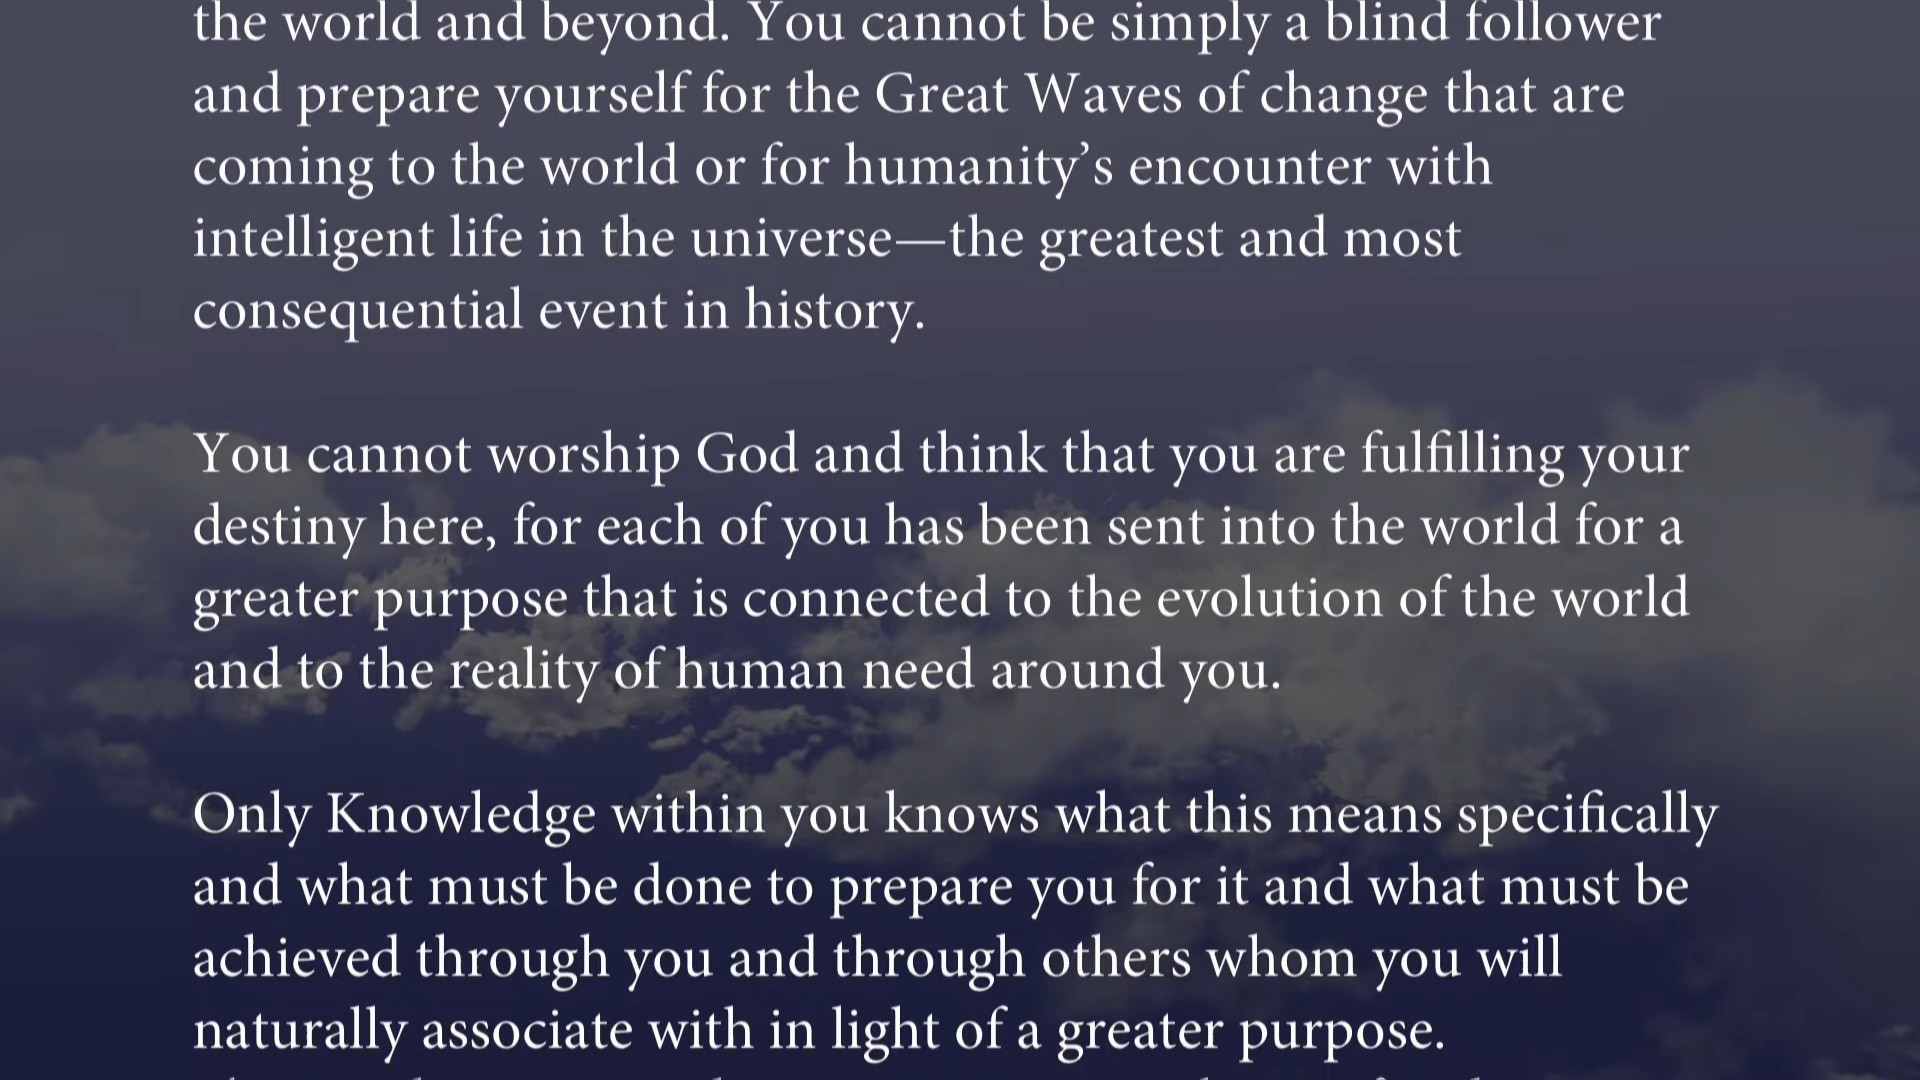 the world and beyond. You cannot be simply a blind follower
and prepare yourself for the Great Waves of change that are
coming to the world or for humanity’s encounter with
intelligent life in the universe—the greatest and most
consequential event in history.
You cannot worship God and think that you are fulfilling your
destiny here, for each of you has been sent into the world for a
greater purpose that is connected to the evolution of the world
and to the reality of human need around you.
Only Knowledge within you knows what this means specifically
and what must be done to prepare you for it and what must be
achieved through you and through others whom you will
naturally associate with in light of a greater purpose.